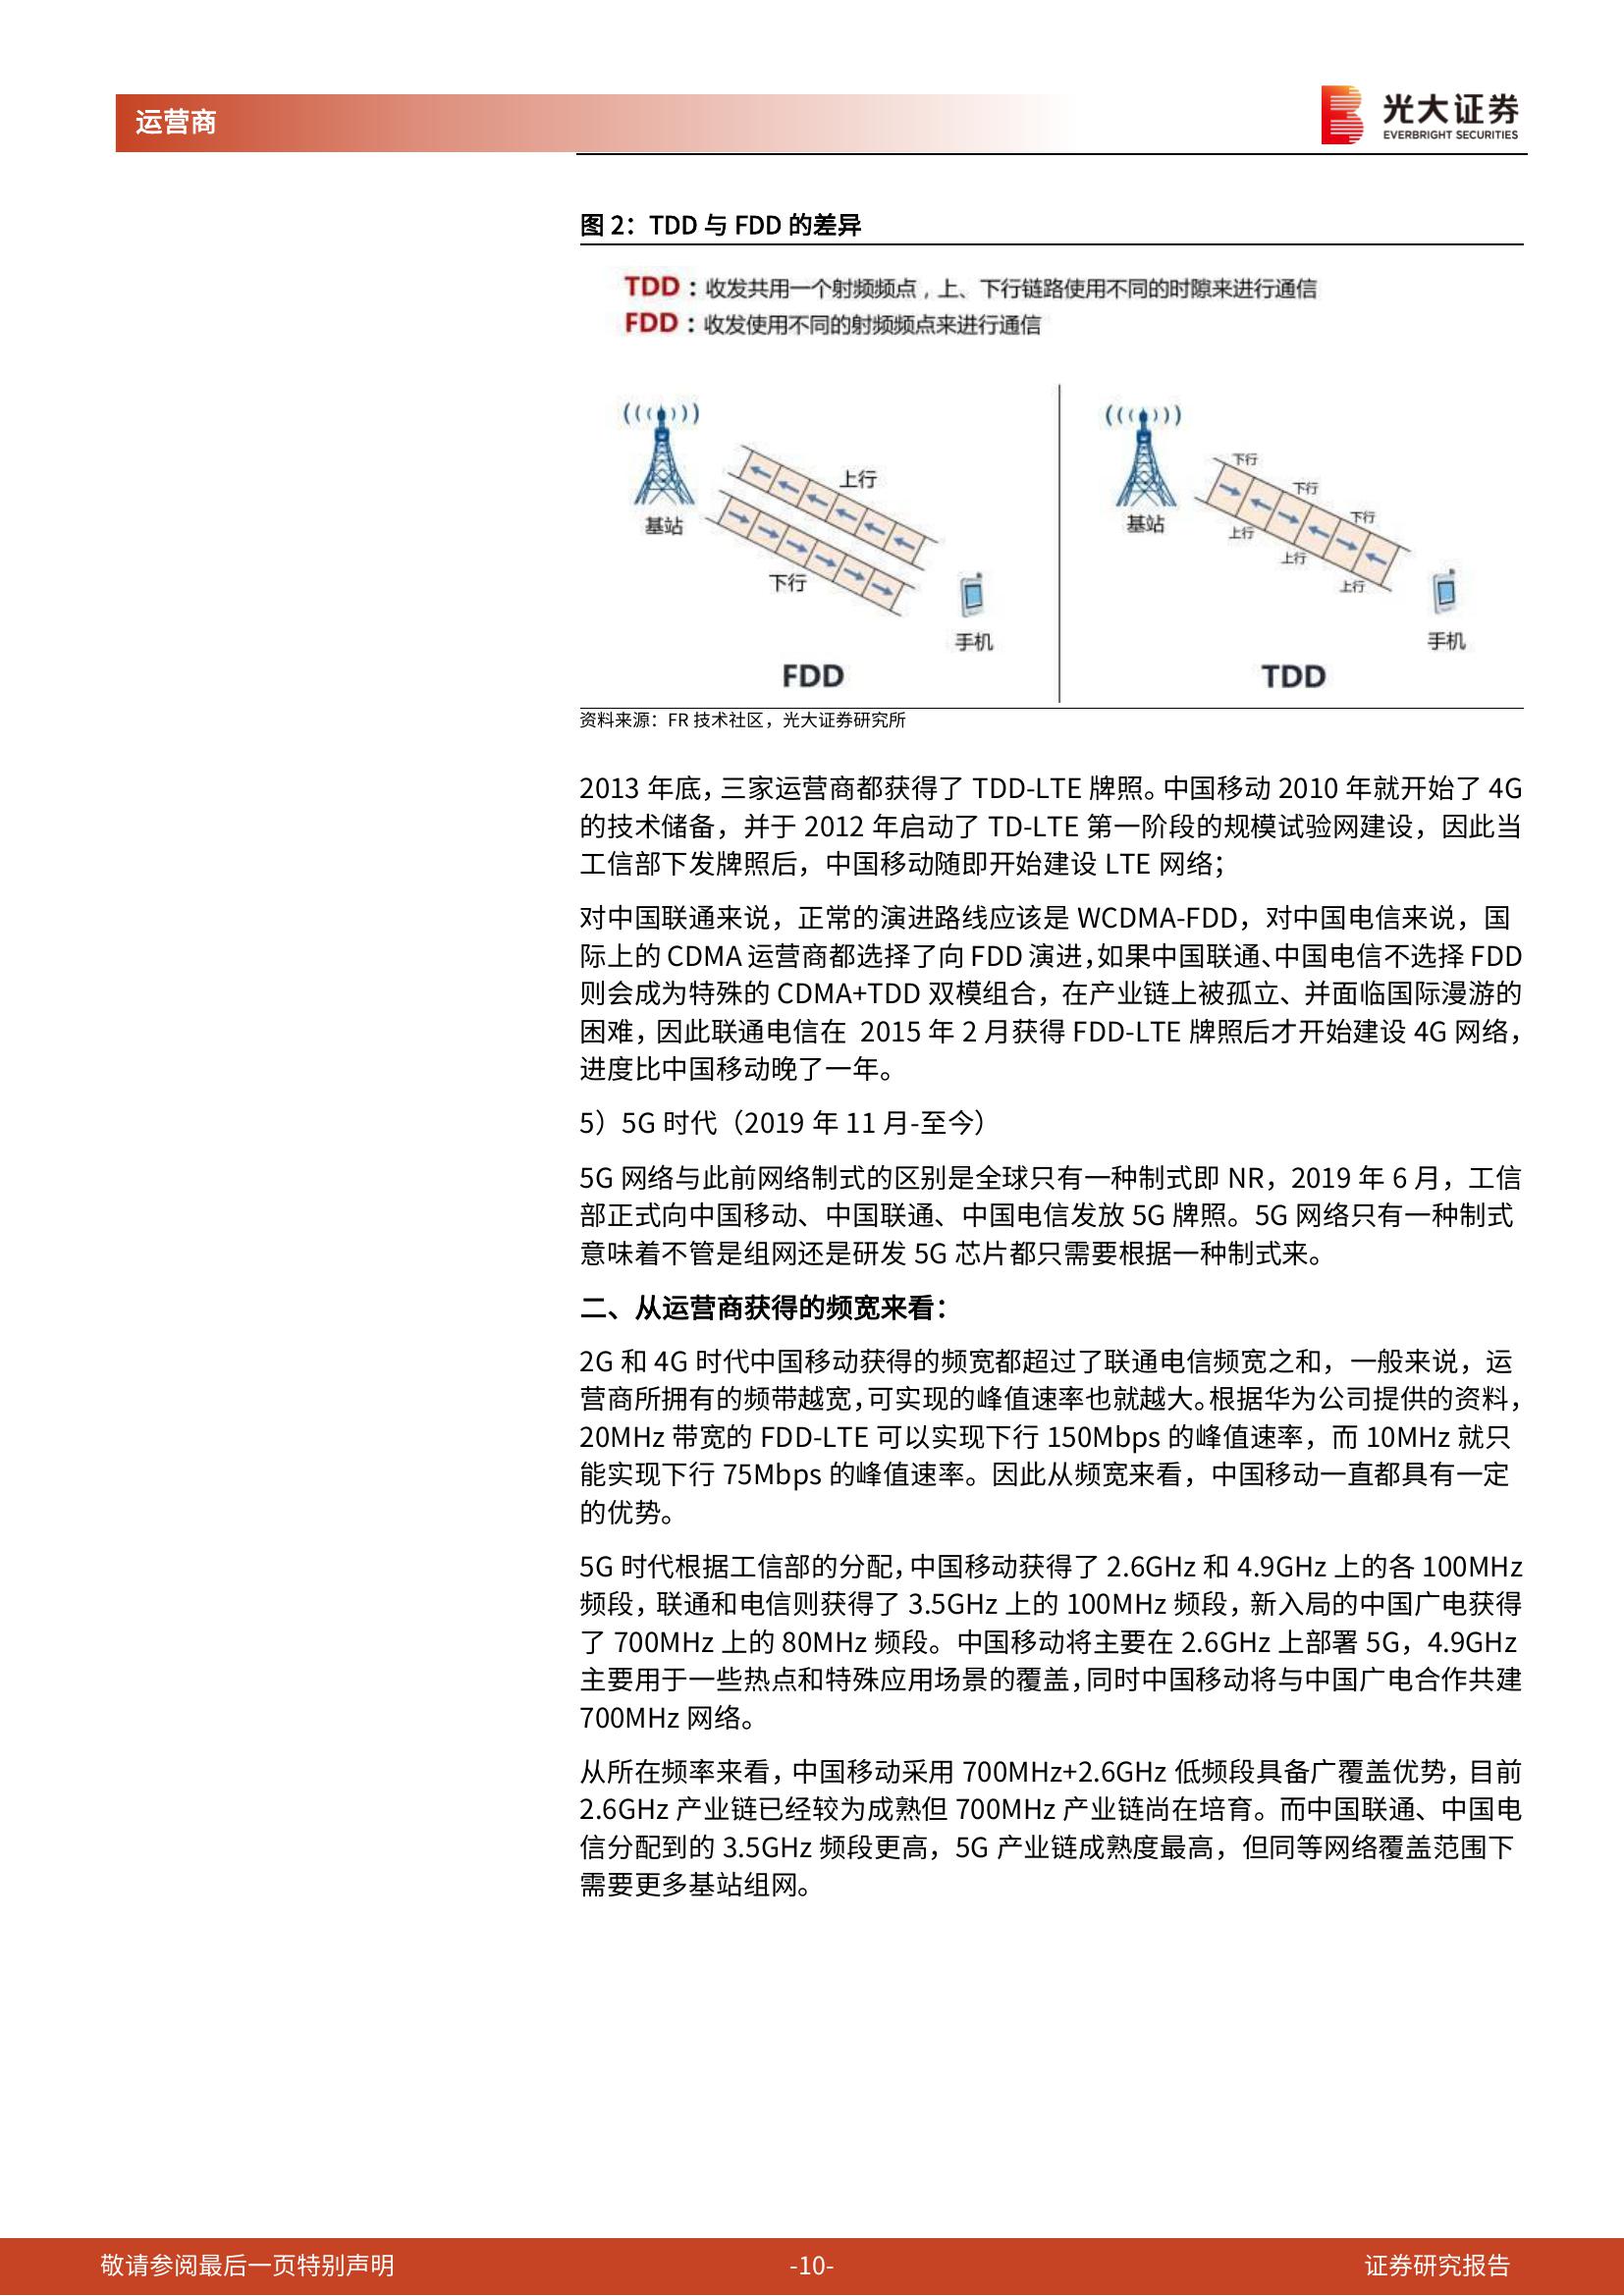 运营商
光大证券
EVERBRIGHT SECURITIES
图 2：TDD 与 FDD 的差异
TDD：收发共用一个射频频点，上、下行链路使用不同的时隙来进行通信
FDD：收发使用不同的射频频点来进行通信
上行
基站
下行
手机
FDD
下行
下行
下行
基站
上行
上行
上行
手机
TDD
资料来源：FR 技术社区，光大证券研究所
2013 年底，三家运营商都获得了 TDD-LTE 牌照。中国移动 2010 年就开始了 4G
的技术储备，并于 2012 年启动了 TD-LTE 第一阶段的规模试验网建设，因此当
工信部下发牌照后，中国移动随即开始建设 LTE 网络；
对中国联通来说，正常的演进路线应该是 WCDMA-FDD，对中国电信来说，国
际上的 CDMA 运营商都选择了向 FDD 演进，如果中国联通、中国电信不选择 FDD
则会成为特殊的 CDMA+TDD 双模组合，在产业链上被孤立、并面临国际漫游的
困难，因此联通电信在 2015 年 2 月获得 FDD-LTE 牌照后才开始建设 4G 网络，
进度比中国移动晚了一年。
5）5G 时代（2019 年 11 月-至今）
5G 网络与此前网络制式的区别是全球只有一种制式即 NR，2019 年 6 月，工信
部正式向中国移动、中国联通、中国电信发放 5G 牌照。5G 网络只有一种制式
意味着不管是组网还是研发 5G 芯片都只需要根据一种制式来。
二、从运营商获得的频宽来看：
2G 和 4G 时代中国移动获得的频宽都超过了联通电信频宽之和，一般来说，运
营商所拥有的频带越宽，可实现的峰值速率也就越大。根据华为公司提供的资料，
20MHz 带宽的 FDD-LTE 可以实现下行 150Mbps 的峰值速率，而 10MHz 就只
能实现下行 75Mbps 的峰值速率。因此从频宽来看，中国移动一直都具有一定
的优势。
5G 时代根据工信部的分配，中国移动获得了 2.6GHz 和 4.9GHz 上的各 100MHz
频段，联通和电信则获得了 3.5GHz 上的 100MHz 频段，新入局的中国广电获得
了 700MHz 上的 80MHz 频段。中国移动将主要在 2.6GHz 上部署 5G，4.9GHz
主要用于一些热点和特殊应用场景的覆盖，同时中国移动将与中国广电合作共建
700MHz 网络。
从所在频率来看，中国移动采用 700MHz+2.6GHz 低频段具备广覆盖优势，目前
2.6GHz 产业链已经较为成熟但 700MHz 产业链尚在培育。而中国联通、中国电
信分配到的 3.5GHz 频段更高，5G 产业链成熟度最高，但同等网络覆盖范围下
需要更多基站组网。
敬请参阅最后一页特别声明
-10-
证券研究报告